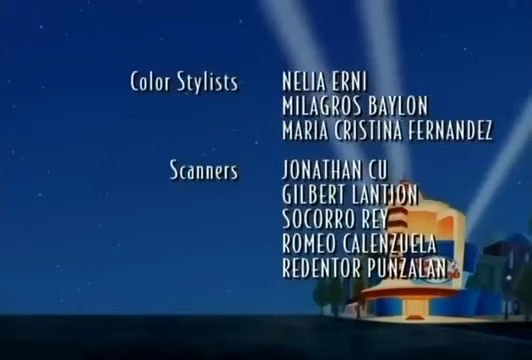 Color Stylists NELIA ERNI
MILAGROS BAYLON
MARIA CRISTINA FERNANDEZ
Scanners JONATHAN CU
GILBERT LANTION
SOCORRO REY
ROMEO CALENZUELA
REDENTOR PUNZALAN